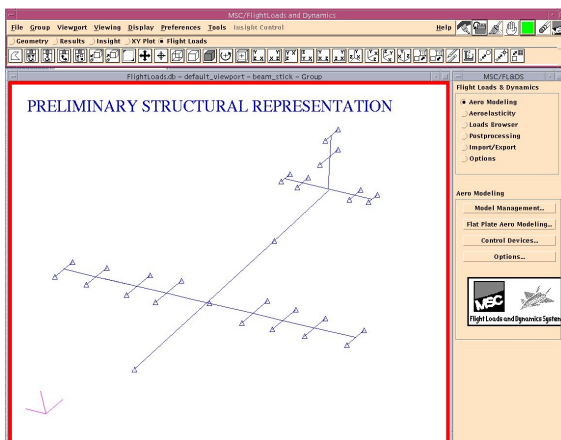 MSC/FlightLoads and Dynamics
File Group Viewport Viewing Display Preferences Tools Insight Control Help
Geometry Results Insight XY Plot Flight Loads
FlightLoads.db - default_viewport - beam_stick - Group
MSC/FL&DS
PRELIMINARY STRUCTURAL REPRESENTATION
Flight Loads & Dynamics
Aero Modeling
Aeroelasticity
Loads Browser
Postprocessing
Import/Export
Options
Aero Modeling
Model Management...
Flat Plate Aero Modeling...
Control Devices...
Options...
MSC
Flight Loads and Dynamics System